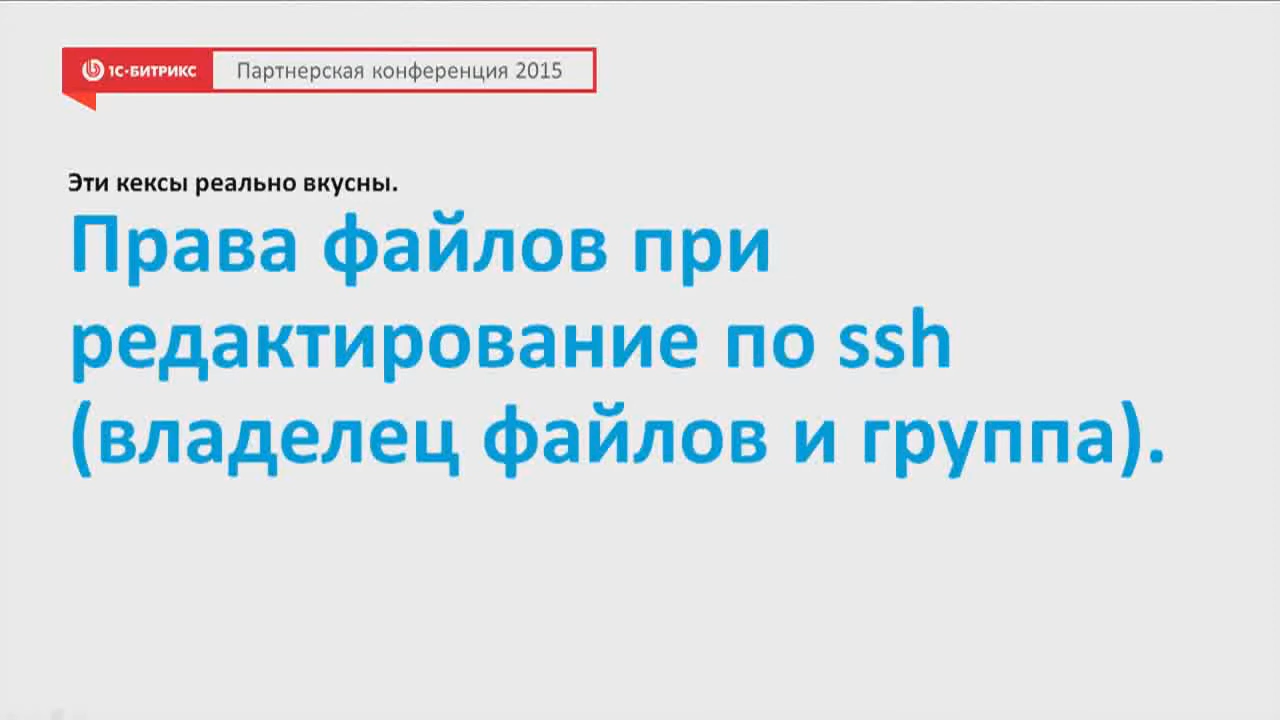 1С-БИТРИКС Партнерская конференция 2015
Эти кексы реально вкусны.
Права файлов при
редактирование по ssh
(владелец файлов и группа).